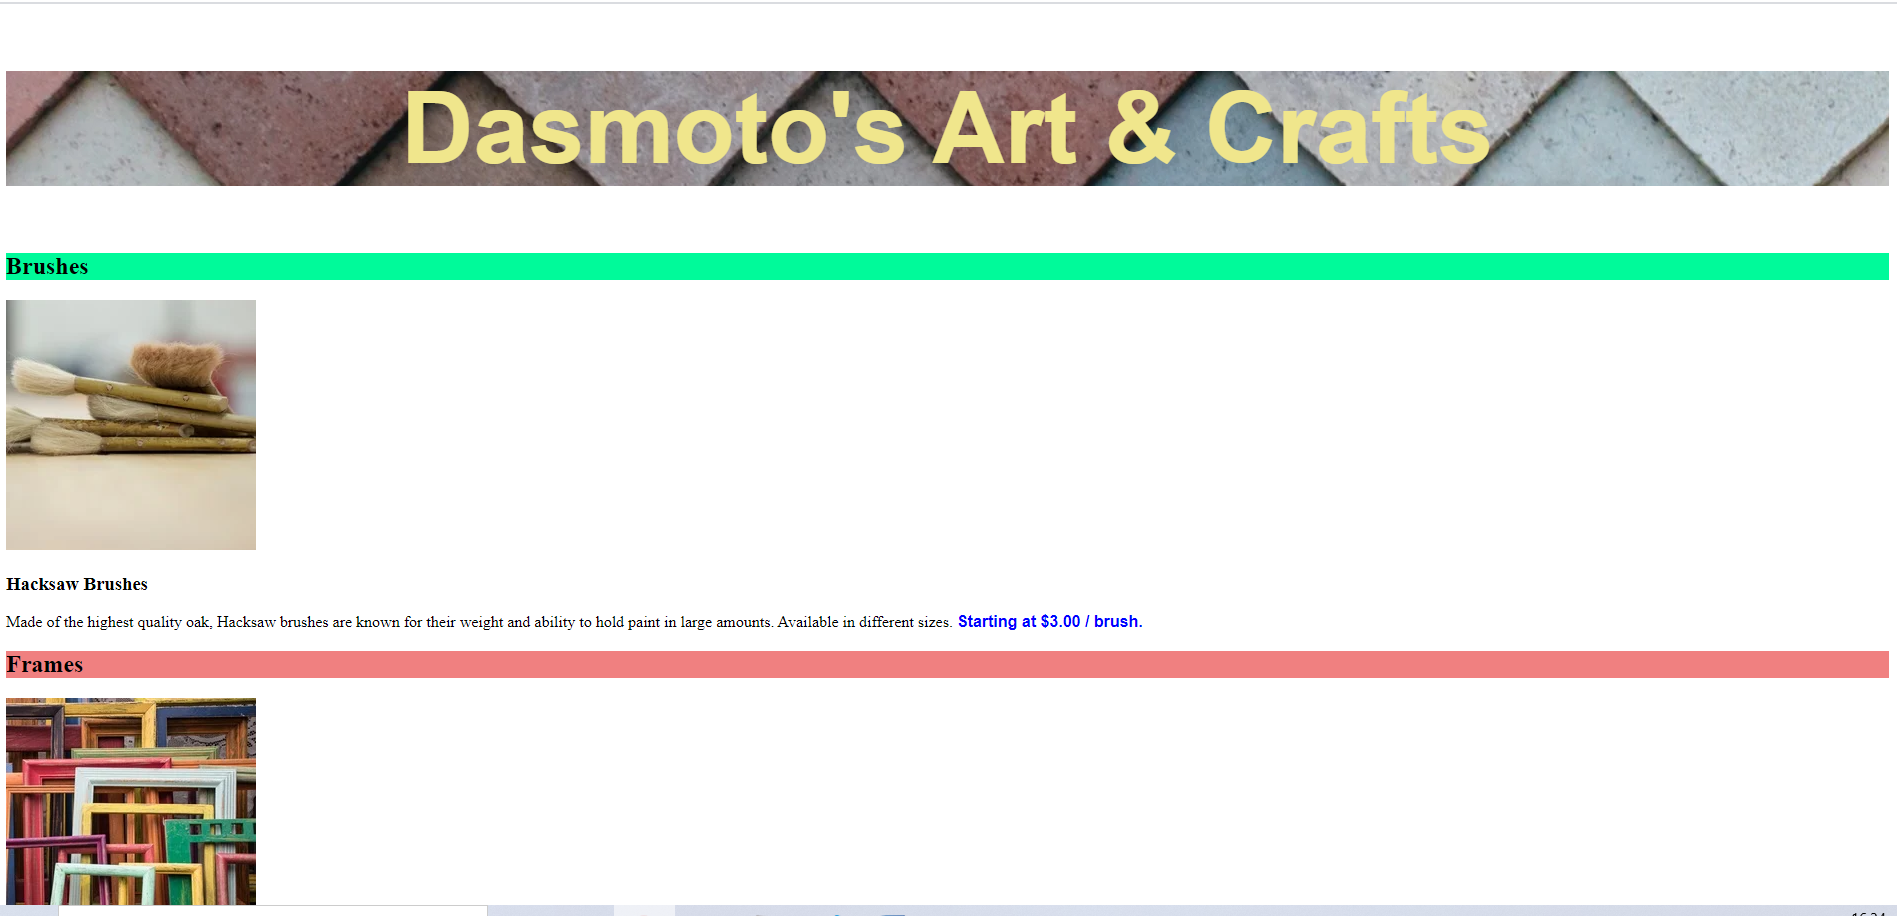 Dasmoto's Art & Crafts
Brushes
Hacksaw Brushes
Made of the highest quality oak, Hacksaw brushes are known for their weight and ability to hold paint in large amounts. Available in different sizes. Starting at $3.00 / brush.
Frames